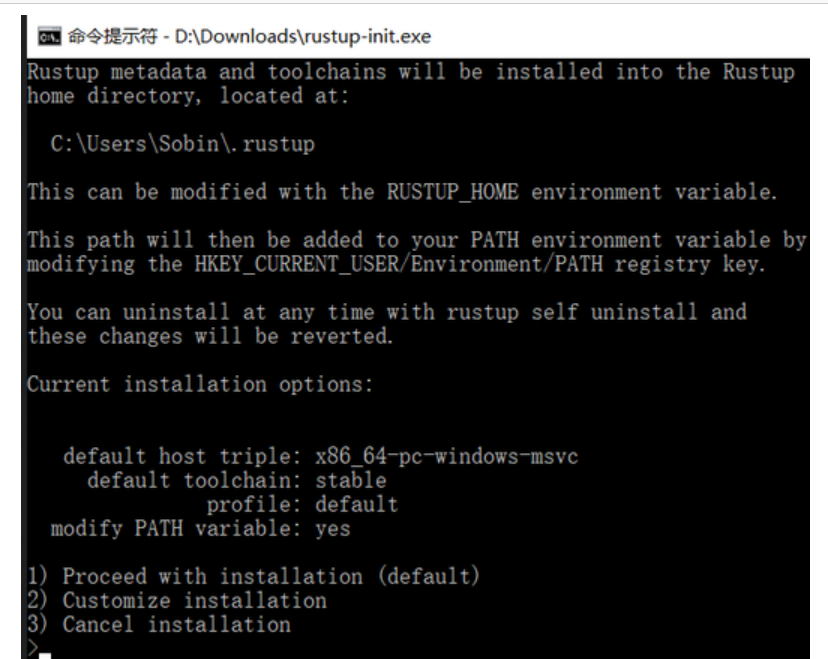 命令提示符 - D:\Downloads\rustup-init.exe
Rustup metadata and toolchains will be installed into the Rustup
home directory, located at:
C:\Users\Sobin\.rustup
This can be modified with the RUSTUP_HOME environment variable.
This path will then be added to your PATH environment variable by
modifying the HKEY_CURRENT_USER/Environment/PATH registry key.
You can uninstall at any time with rustup self uninstall and
these changes will be reverted.
Current installation options:
default host triple: x86_64-pc-windows-msvc
default toolchain: stable
profile: default
modify PATH variable: yes
1) Proceed with installation (default)
2) Customize installation
3) Cancel installation
>